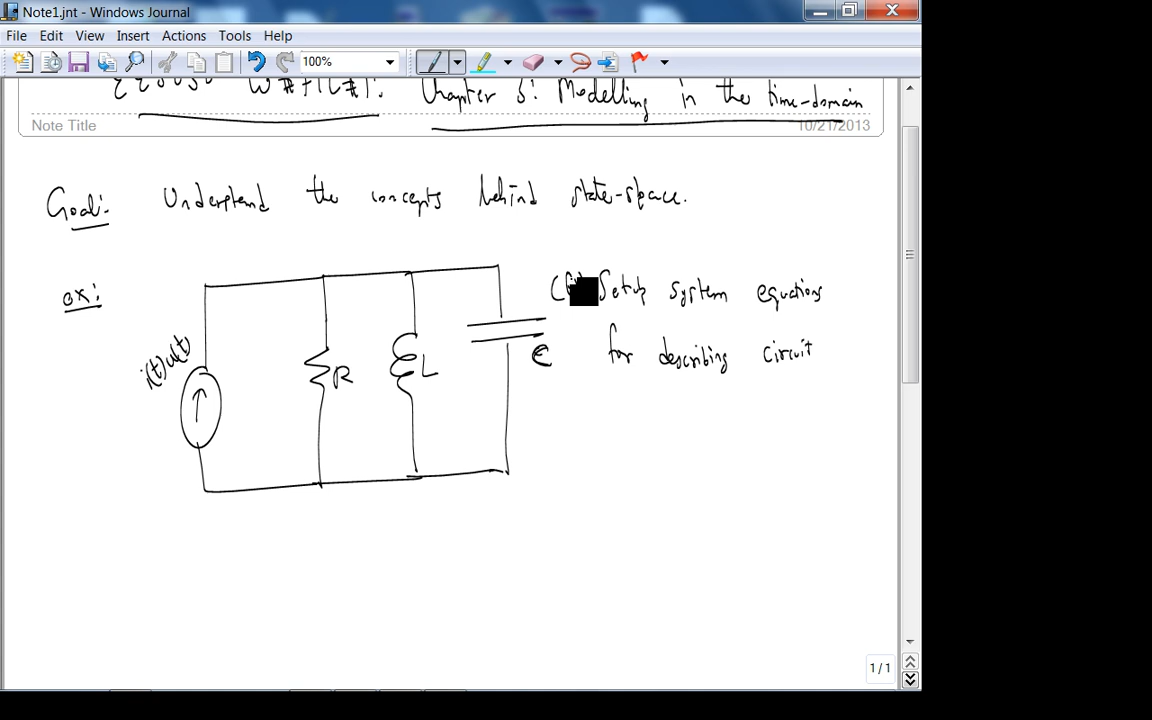 Note1.jnt - Windows Journal
File Edit View Insert Actions Tools Help
100%
Chapter 3: Modelling in the time-domain
Note Title
10/21/2013
Goal: Understand the concepts behind state-space.
ex:
Setup system equations
for describing circuit
i(t)u(t)
R
L
C
1 / 1